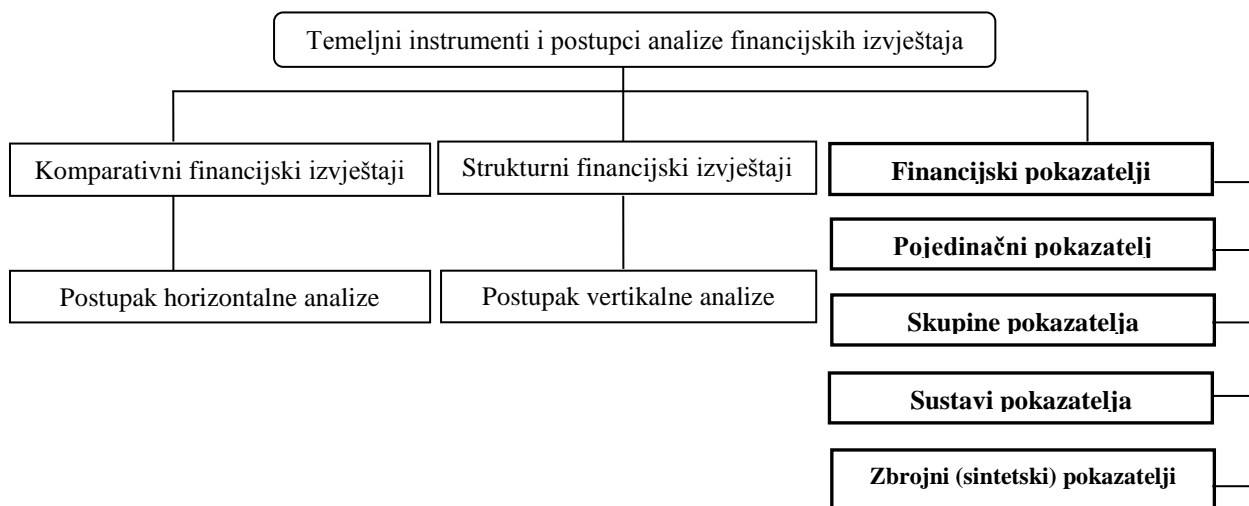 Temeljni instrumenti i postupci analize financijskih izvještaja
Komparativni financijski izvještaji
Strukturni financijski izvještaji
Financijski pokazatelji
Pojedinačni pokazatelj
Postupak horizontalne analize
Postupak vertikalne analize
Skupine pokazatelja
Sustavi pokazatelja
Zbrojni (sintetski) pokazatelji